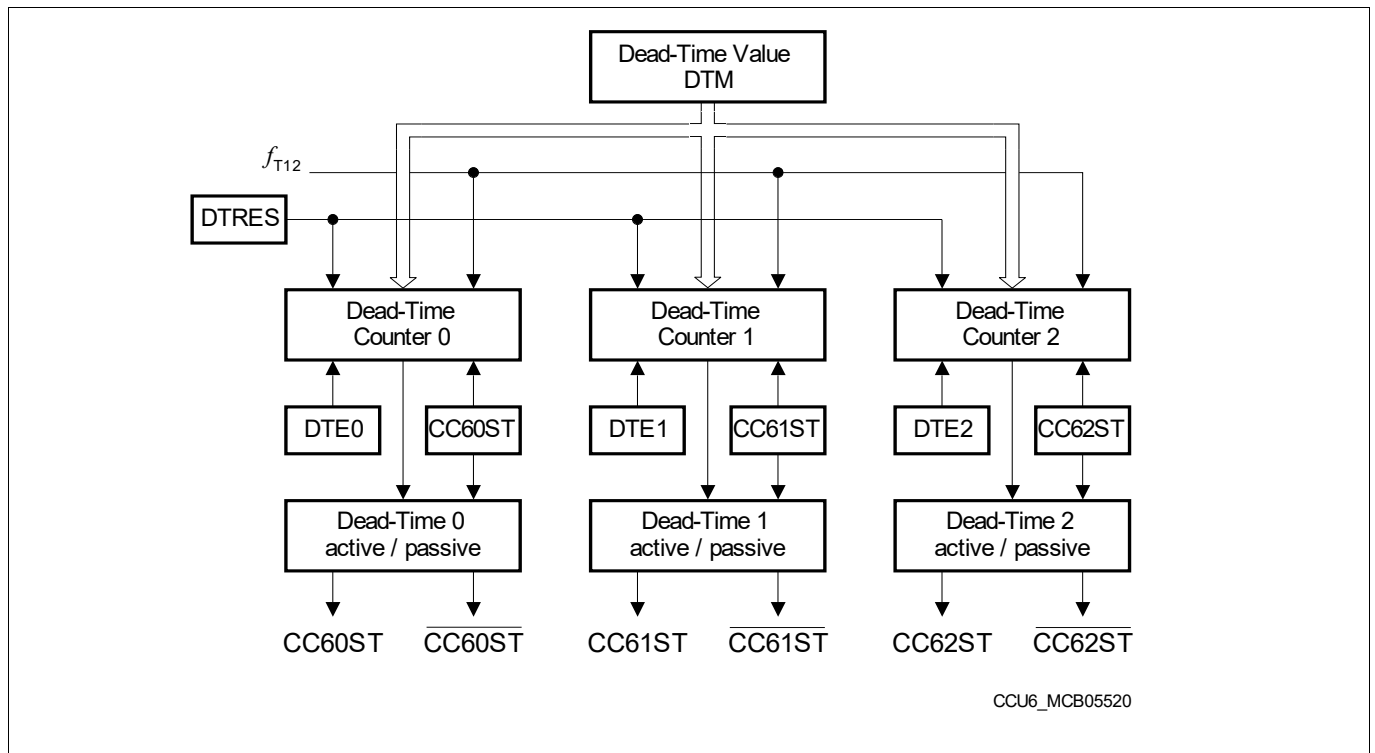 Dead-Time Value
DTM
fT12
DTRES
Dead-Time
Counter 0
Dead-Time
Counter 1
Dead-Time
Counter 2
DTE0
CC60ST
DTE1
CC61ST
DTE2
CC62ST
Dead-Time 0
active / passive
Dead-Time 1
active / passive
Dead-Time 2
active / passive
CC60ST
CC60ST
CC61ST
CC61ST
CC62ST
CC62ST
CCU6_MCB05520